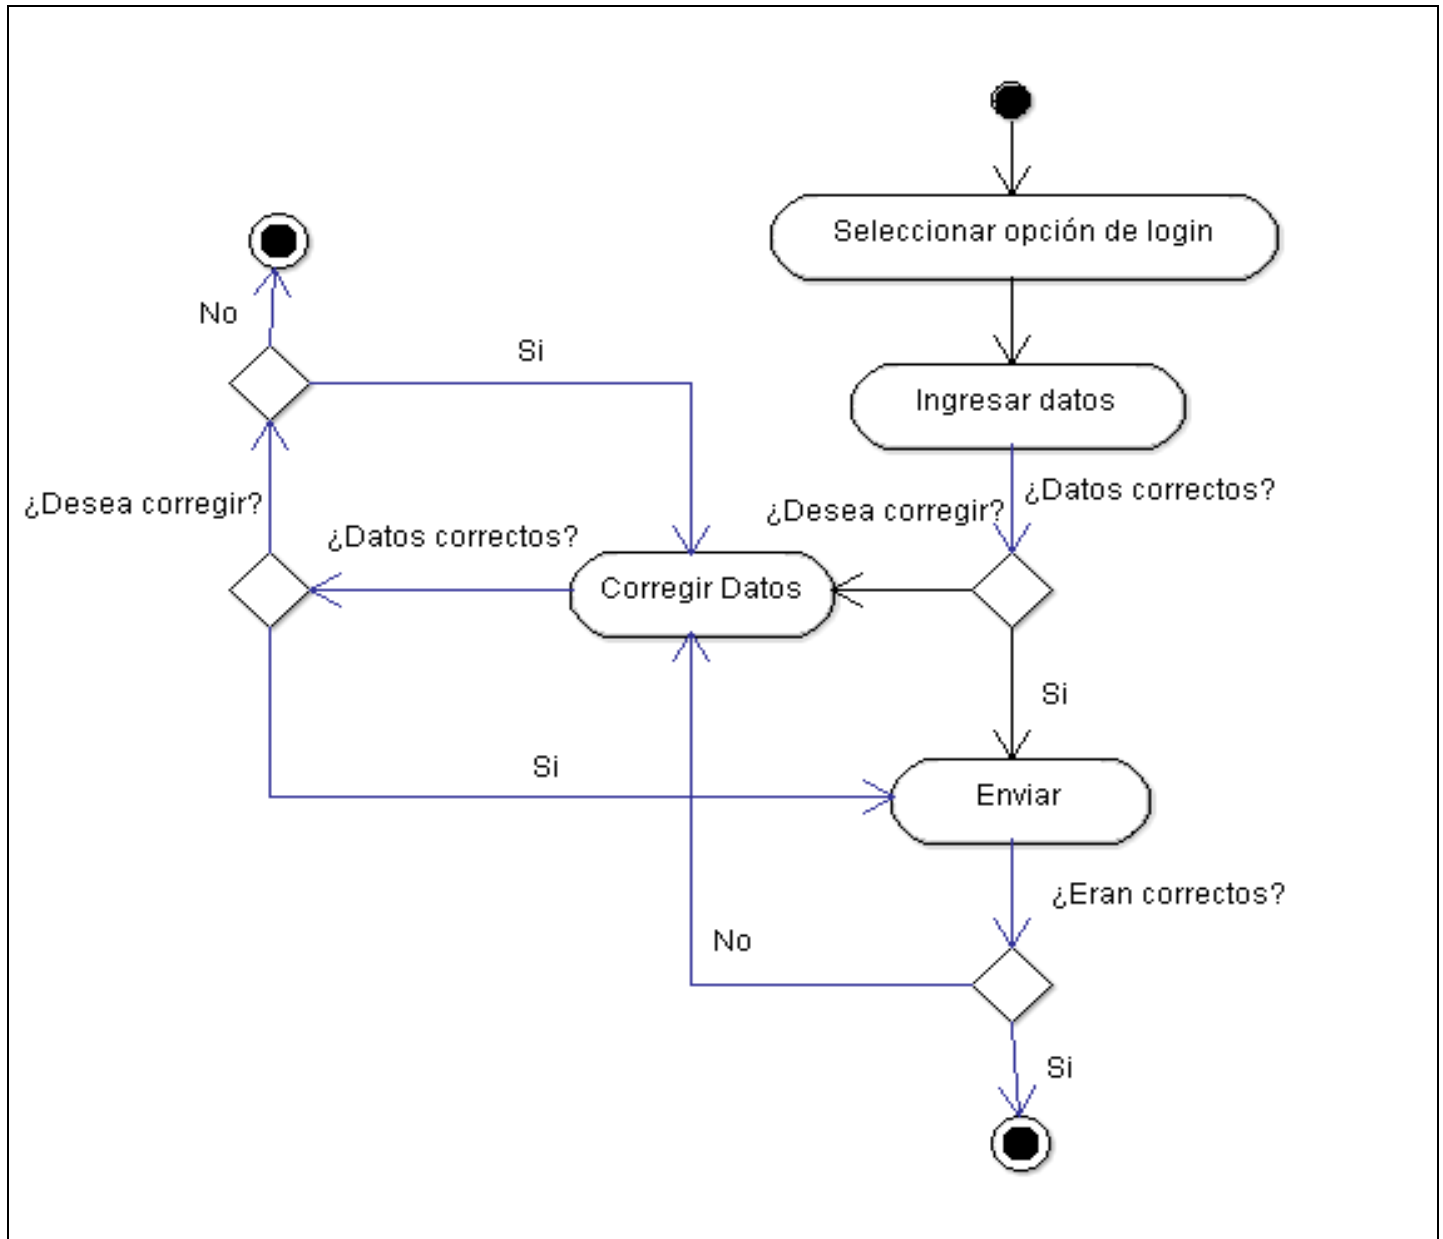 Seleccionar opción de login
No
Si
Ingresar datos
¿Desea corregir?
¿Datos correctos?
¿Desea corregir?
¿Datos correctos?
Corregir Datos
Si
Si
Enviar
¿Eran correctos?
No
Si